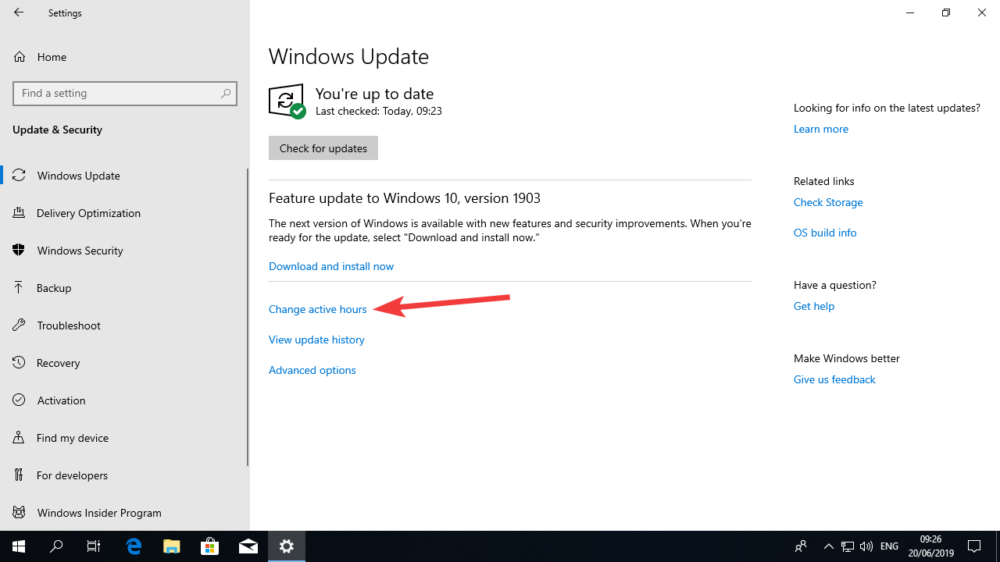 Settings
Home
Find a setting
Update & Security
Windows Update
Delivery Optimization
Windows Security
Backup
Troubleshoot
Recovery
Activation
Find my device
For developers
Windows Insider Program
Windows Update
You're up to date
Last checked: Today, 09:23
Check for updates
Feature update to Windows 10, version 1903
The next version of Windows is available with new features and security improvements. When you're
ready for the update, select "Download and install now."
Download and install now
Change active hours
View update history
Advanced options
Looking for info on the latest updates?
Learn more
Related links
Check Storage
OS build info
Have a question?
Get help
Make Windows better
Give us feedback
ENG
09:26
20/06/2019